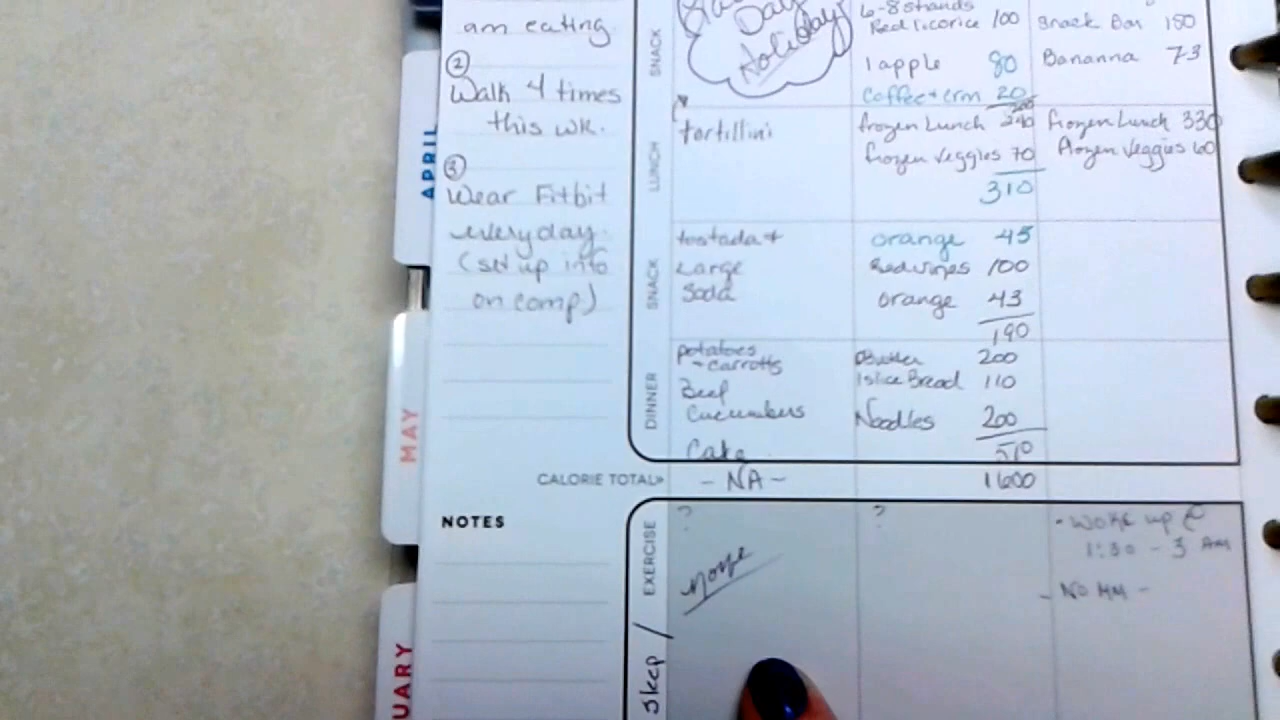 am eating
②
Walk 4 times
this wk.
③
Wear Fitbit
everyday.
(set up info
on comp)
APRIL
MAY
UARY
NOTES
SNACK
Day
Holiday
6-8 stands
Red licorice 100
1 apple 80
Coffee + crm 20
Snack Bar 150
Bananna 73
LUNCH
tortillini
frozen Lunch 240
frozen veggies 70
310
frozen Lunch 330
frozen veggies 60
SNACK
tostada +
Large
Soda
orange 45
Redvines 100
orange 43
190
DINNER
potatoes
+ carrotts
Beef
Cucumbers
Cake
Butter 200
1 slice Bread 110
Noodles 200
510
CALORIE TOTAL»
- NA -
1600
EXERCISE
Sleep /
?
none
?
• woke up @
1:30 - 3 AM
- No MM -